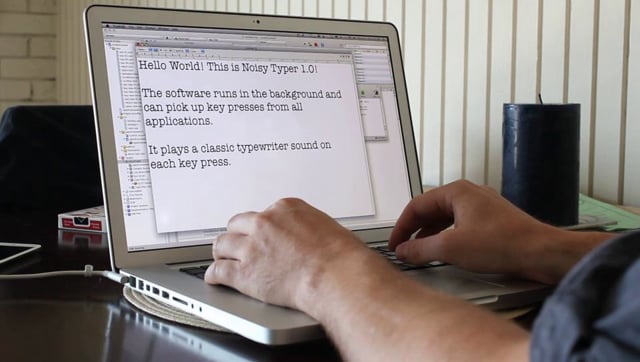 Hello World! This is Noisy Typer 1.0!
The software runs in the background and
can pick up key presses from all
applications.
It plays a classic typewriter sound on
each key press.